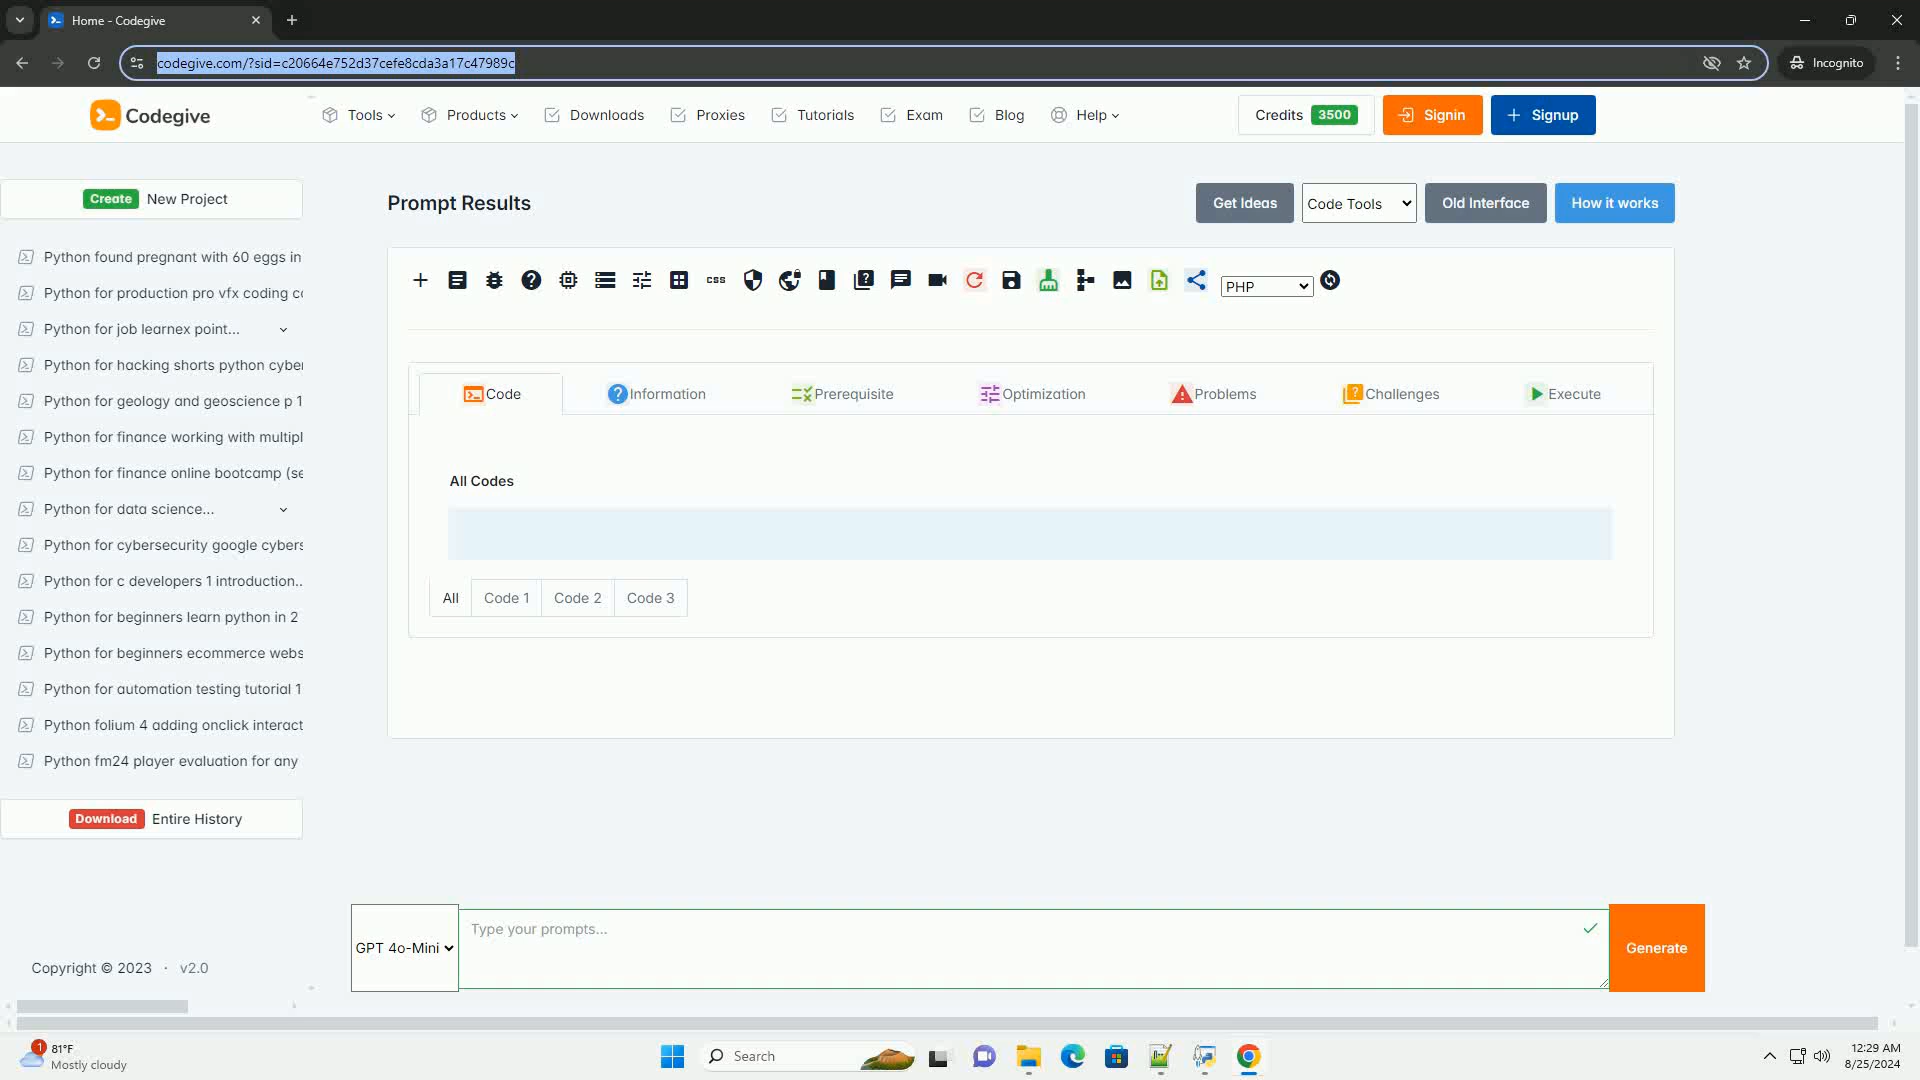 Home - Codegive
codegive.com/?sid=c20664e752d37cefe8cda3a17c47989c
Incognito
Codegive
Tools
Products
Downloads
Proxies
Tutorials
Exam
Blog
Help
Credits 3500
Signin
Signup
Create New Project
Python found pregnant with 60 eggs in
Python for production pro vfx coding
Python for job learnex point...
Python for hacking shorts python
Python for geology and geoscience p 1
Python for finance working with
Python for finance online bootcamp
Python for data science...
Python for cybersecurity google
Python for c developers 1 introduction..
Python for beginners learn python in 2
Python for beginners ecommerce
Python for automation testing tutorial 1
Python folium 4 adding onclick
Python fm24 player evaluation for any
Download Entire History
Copyright © 2023 · v2.0
Prompt Results
Get Ideas
Code Tools
Old Interface
How it works
css
PHP
Code
Information
Prerequisite
Optimization
Problems
Challenges
Execute
All Codes
All
Code 1
Code 2
Code 3
GPT 4o-Mini
Type your prompts...
Generate
1
81°F
Mostly cloudy
Search
12:29 AM
8/25/2024